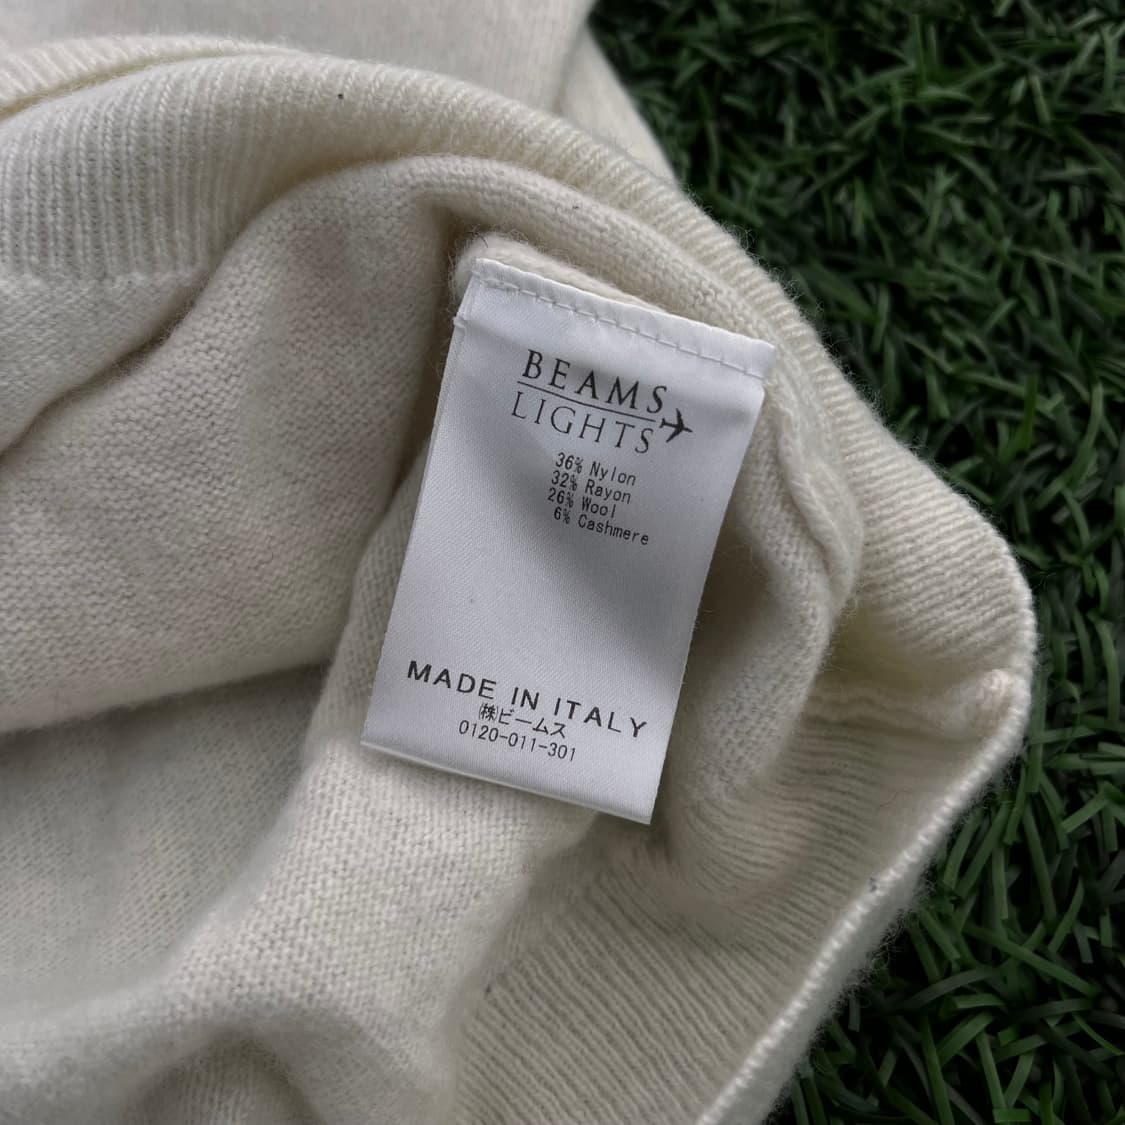 BEAMS
LIGHTS
36% Nylon
32% Rayon
26% Wool
6% Cashmere
MADE IN ITALY
㈱ビームス
0120-011-301